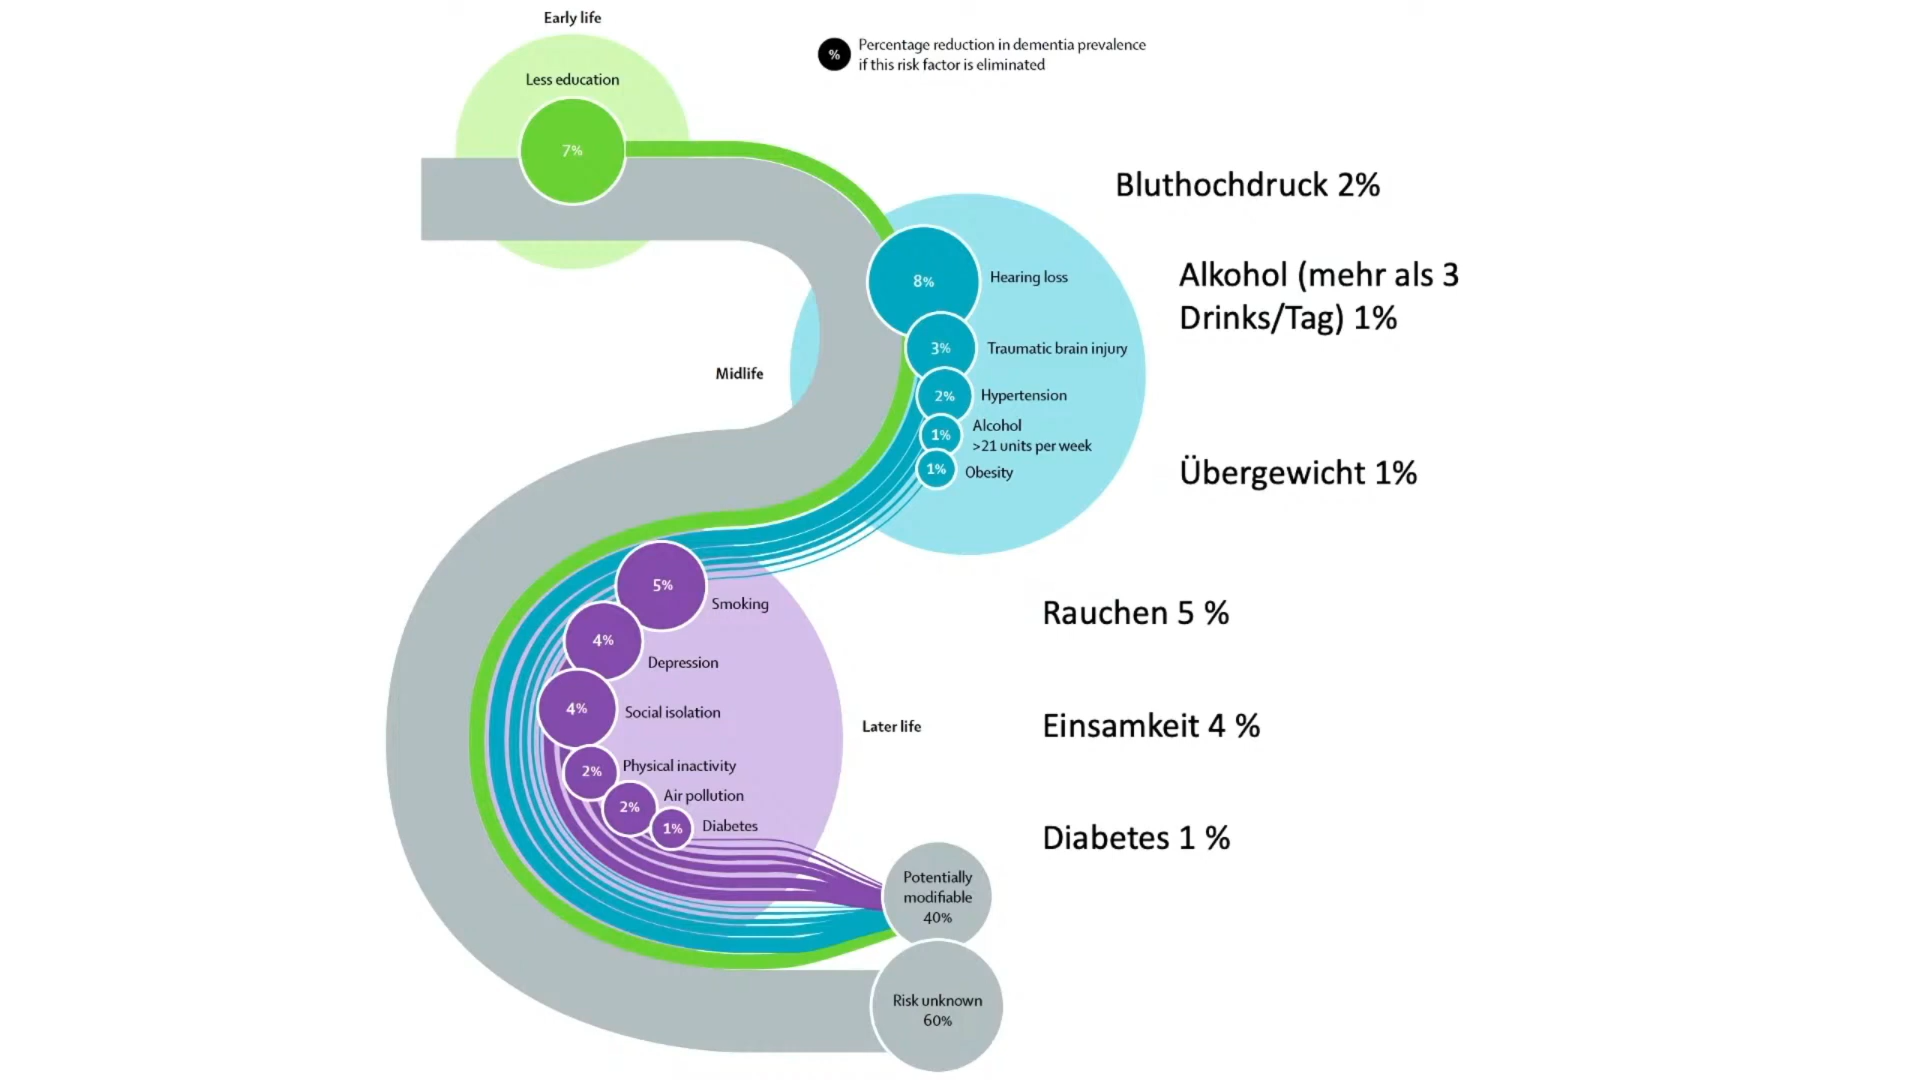 Early life
Less education
7%
%
Percentage reduction in dementia prevalence
if this risk factor is eliminated
Bluthochdruck 2%
8%
Hearing loss
Alkohol (mehr als 3
Drinks/Tag) 1%
3%
Traumatic brain injury
Midlife
2%
Hypertension
1%
Alcohol
>21 units per week
1%
Obesity
Übergewicht 1%
5%
Smoking
Rauchen 5 %
4%
Depression
4%
Social isolation
Later life
Einsamkeit 4 %
2%
Physical inactivity
2%
Air pollution
1%
Diabetes
Diabetes 1 %
Potentially
modifiable
40%
Risk unknown
60%